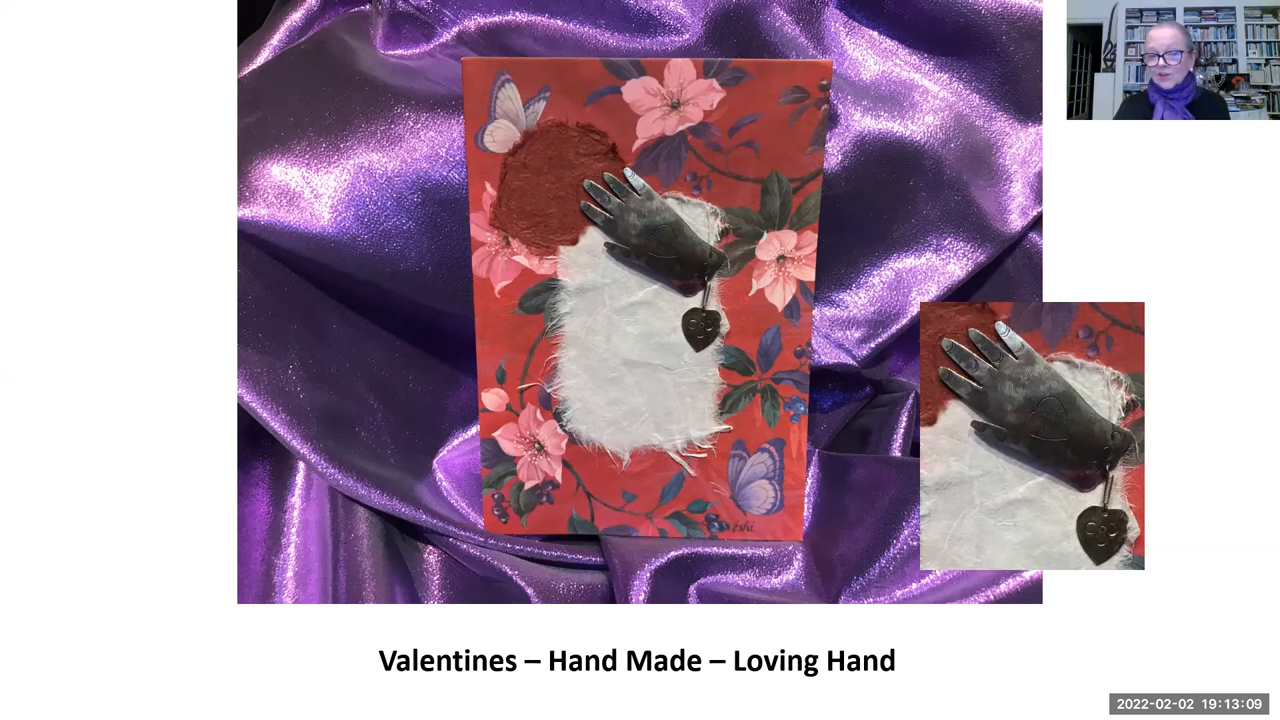 Valentines – Hand Made – Loving Hand
2022-02-02 19:13:09